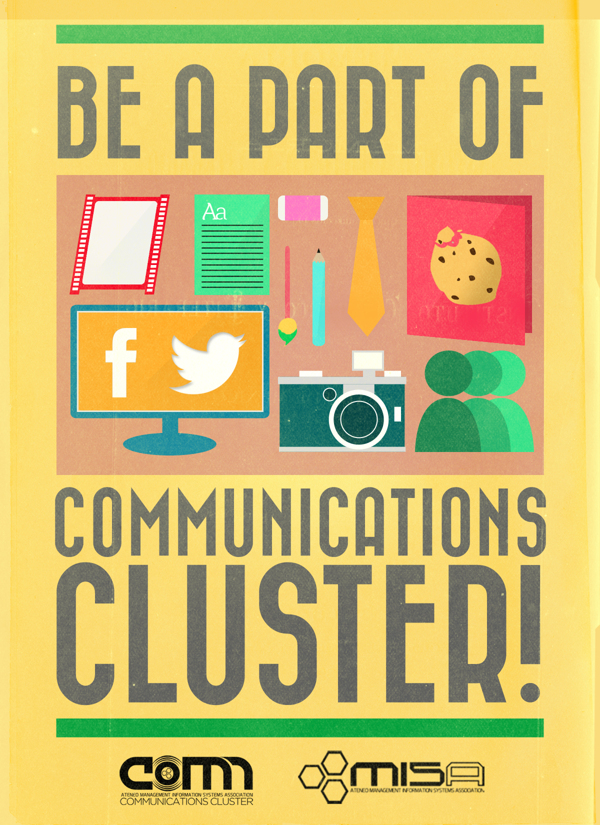 BE A PART OF
Aa
f
COMMUNICATIONS
CLUSTER!
comm
ATENEO MANAGEMENT INFORMATION SYSTEMS ASSOCIATION
COMMUNICATIONS CLUSTER
MISA
ATENEO MANAGEMENT INFORMATION SYSTEMS ASSOCIATION